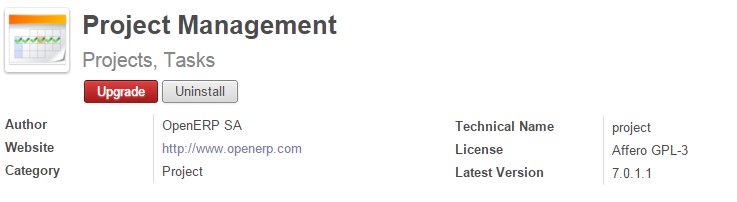 Project Management
Projects, Tasks
Upgrade Uninstall
Author OpenERP SA
Website http://www.openerp.com
Category Project
Technical Name project
License Affero GPL-3
Latest Version 7.0.1.1